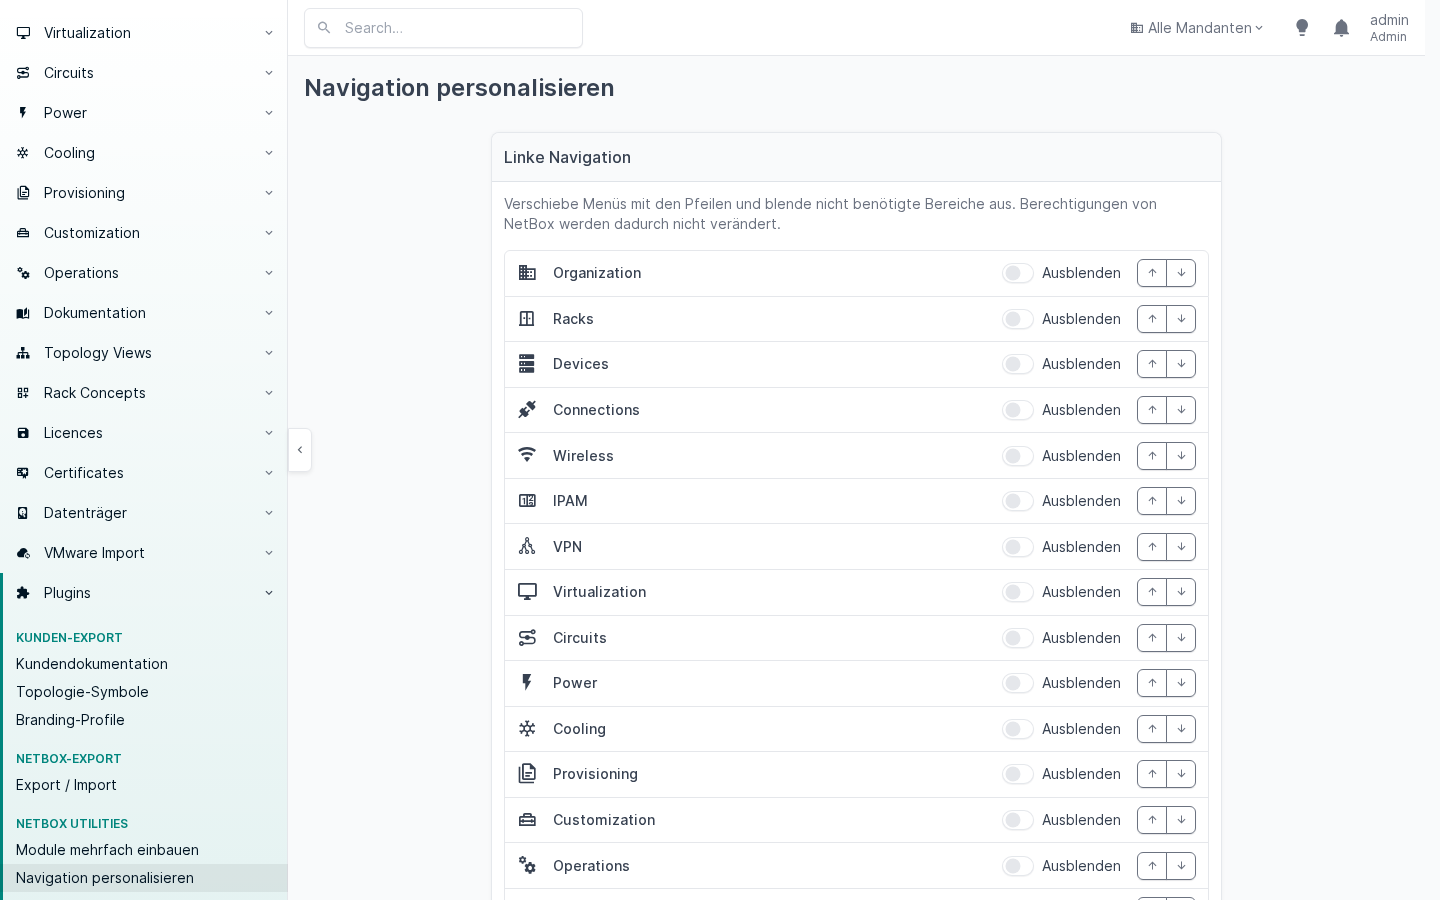 Virtualization
Circuits
Power
Cooling
Provisioning
Customization
Operations
Dokumentation
Topology Views
Rack Concepts
Licences
Certificates
Datenträger
VMware Import
Plugins
KUNDEN-EXPORT
Kundendokumentation
Topologie-Symbole
Branding-Profile
NETBOX-EXPORT
Export / Import
NETBOX UTILITIES
Module mehrfach einbauen
Navigation personalisieren
Search...
Alle Mandanten
admin
Admin
Navigation personalisieren
Linke Navigation
Verschiebe Menüs mit den Pfeilen und blende nicht benötigte Bereiche aus. Berechtigungen von
NetBox werden dadurch nicht verändert.
Organization Ausblenden
Racks Ausblenden
Devices Ausblenden
Connections Ausblenden
Wireless Ausblenden
IPAM Ausblenden
VPN Ausblenden
Virtualization Ausblenden
Circuits Ausblenden
Power Ausblenden
Cooling Ausblenden
Provisioning Ausblenden
Customization Ausblenden
Operations Ausblenden